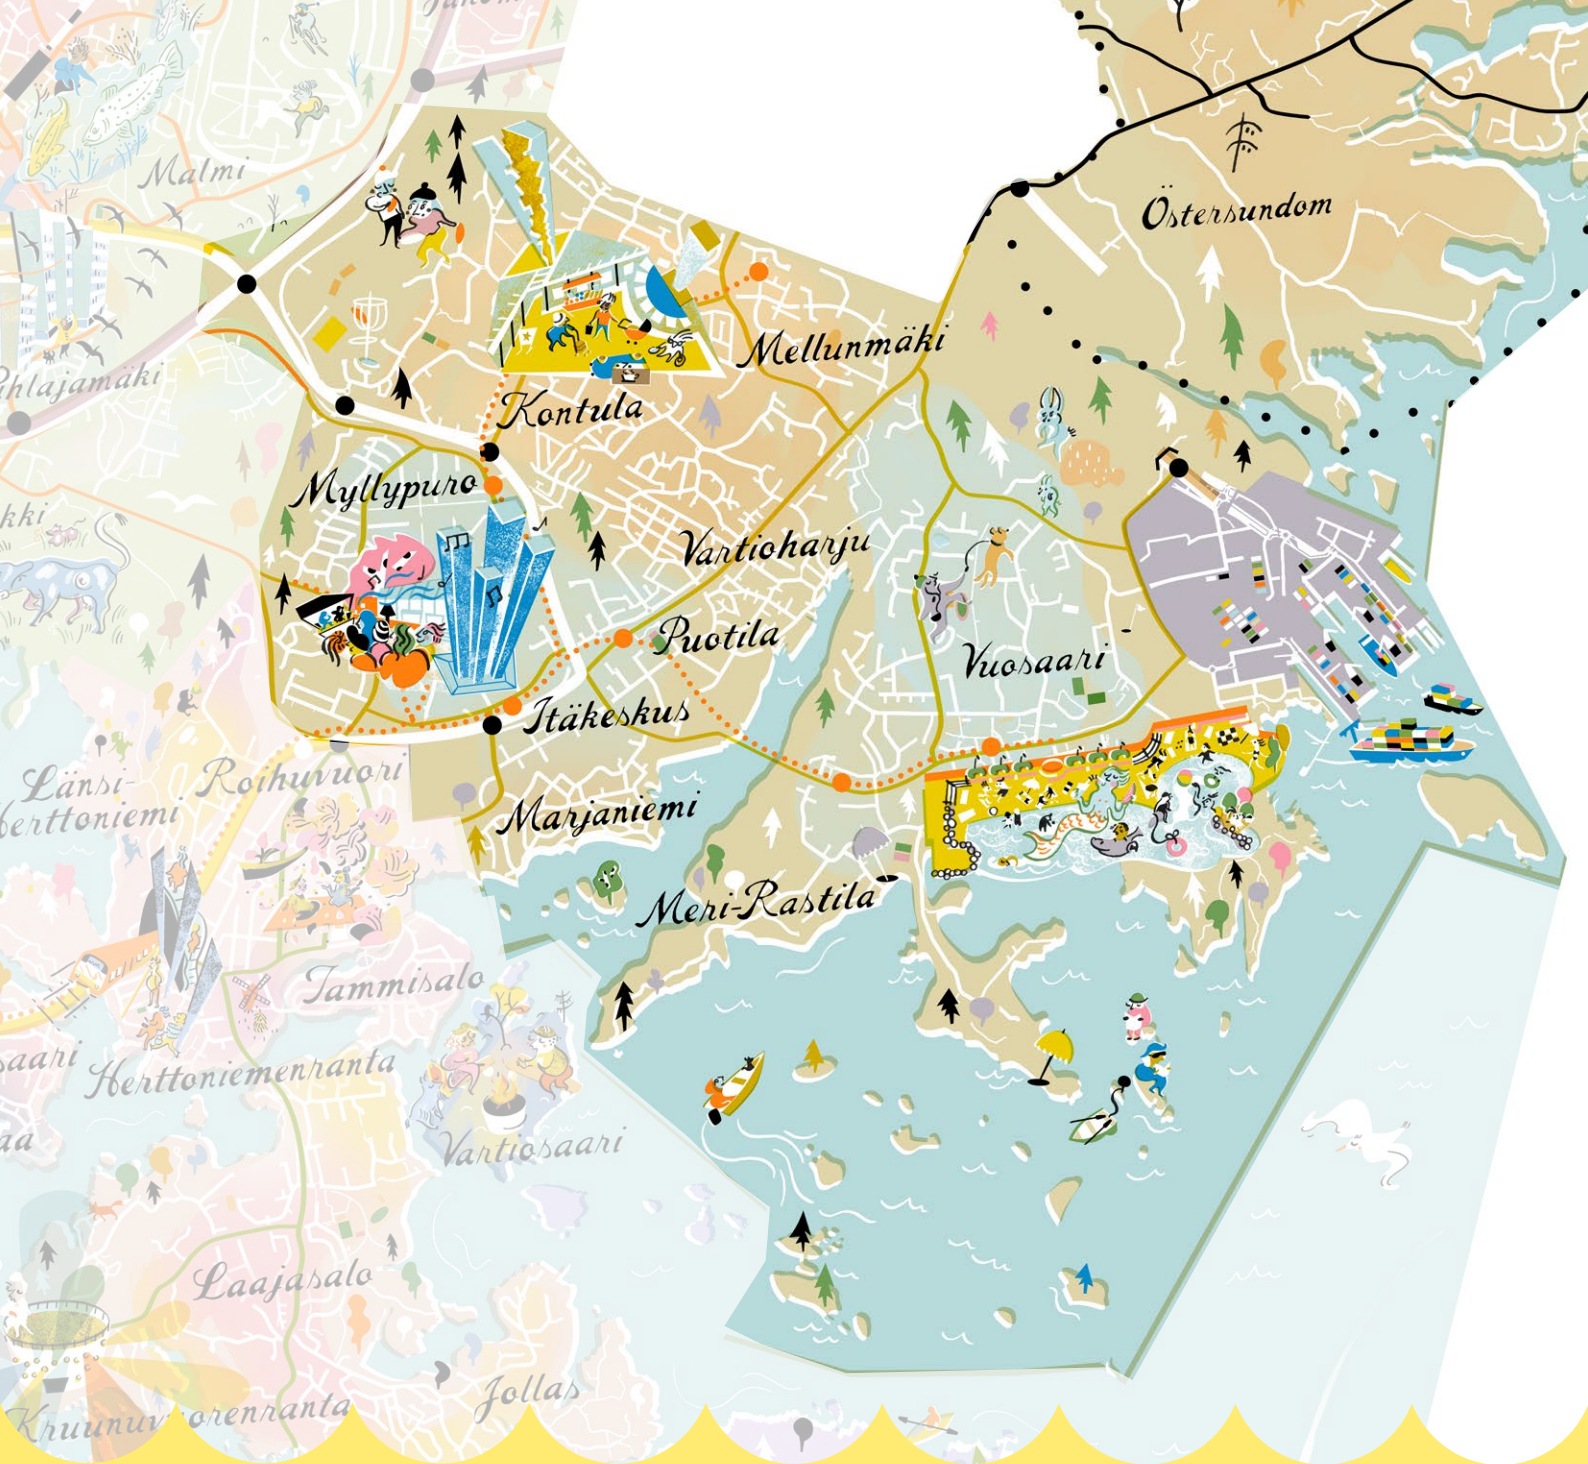 Malmi
Östersundom
Mellunmäki
Kontula
Myllypuro
Vartioharju
Puotila
Vuosaari
Itäkeskus
Länsi-
Herttoniemi
Roihuvuori
Marjaniemi
Meri-Rastila
Tammisalo
Herttoniemenranta
Vartiosaari
Laajasalo
Jollas